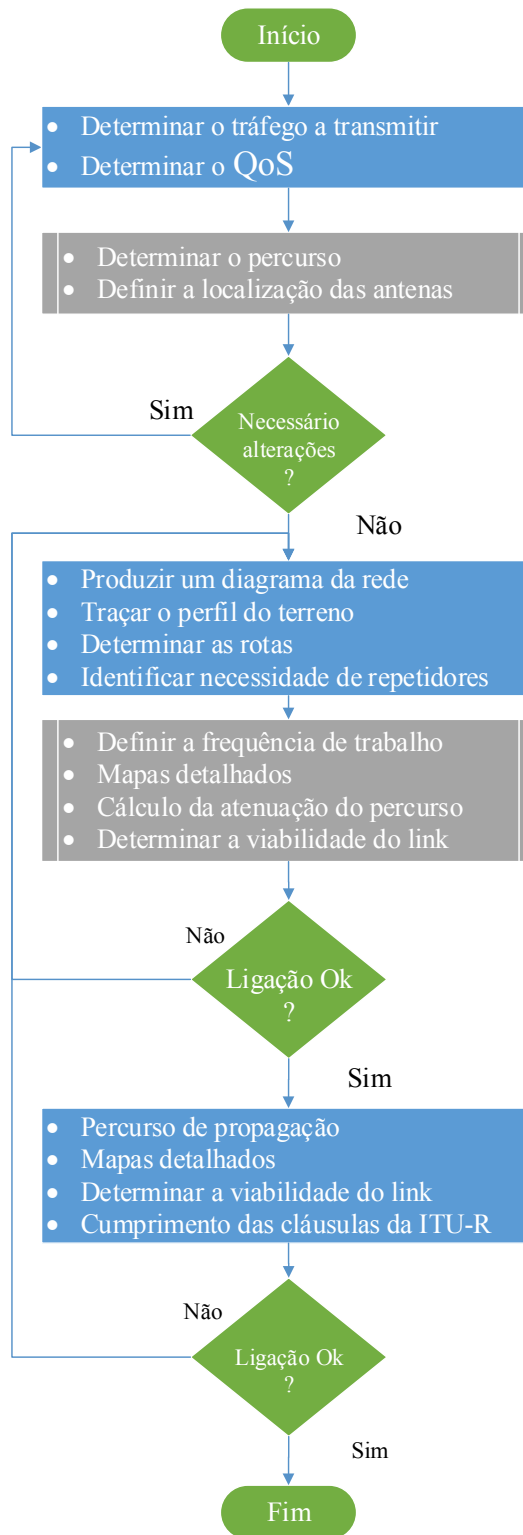 Início
• Determinar o tráfego a transmitir
• Determinar o QoS
• Determinar o percurso
• Definir a localização das antenas
Sim
Necessário
alterações
?
Não
• Produzir um diagrama da rede
• Traçar o perfil do terreno
• Determinar as rotas
• Identificar necessidade de repetidores
• Definir a frequência de trabalho
• Mapas detalhados
• Cálculo da atenuação do percurso
• Determinar a viabilidade do link
Não
Ligação Ok
?
Sim
• Percurso de propagação
• Mapas detalhados
• Determinar a viabilidade do link
• Cumprimento das cláusulas da ITU-R
Não
Ligação Ok
?
Sim
Fim